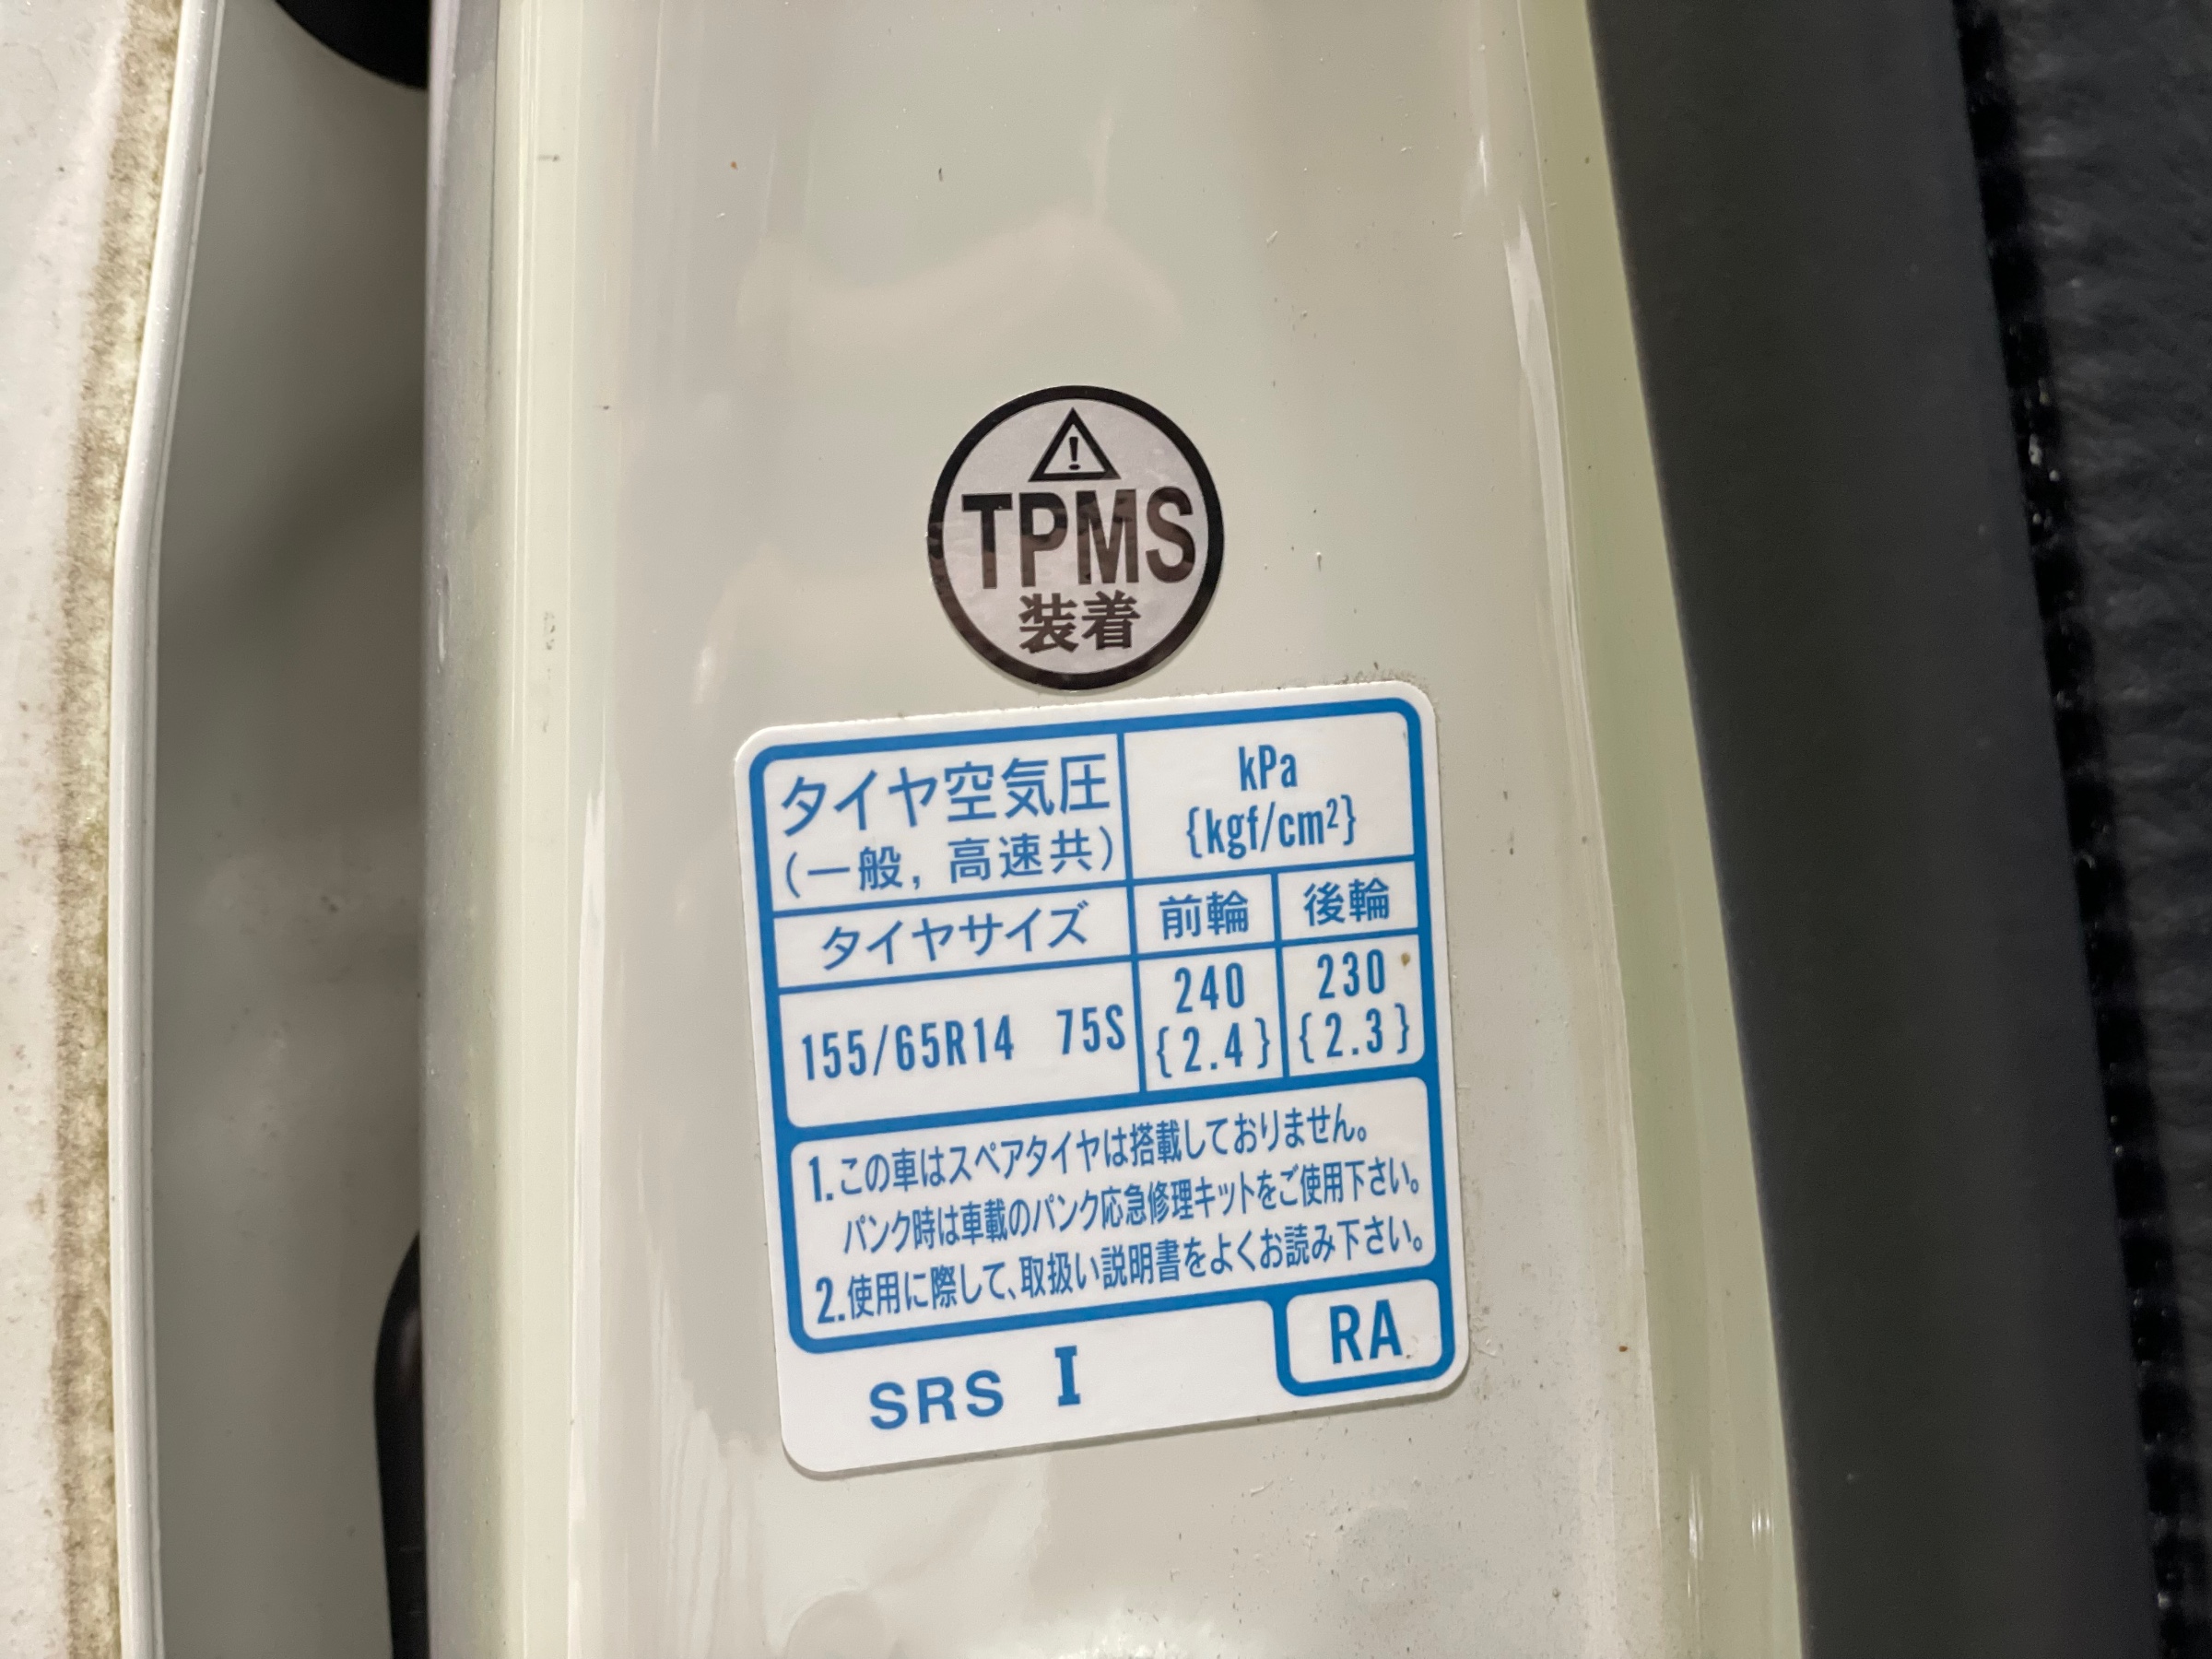 TPMS
装着
タイヤ空気圧
(一般, 高速共)
kPa
{kgf/cm²}
タイヤサイズ
前輪
後輪
155/65R14 75S
240
{2.4}
230
{2.3}
1.この車はスペアタイヤは搭載しておりません。
パンク時は車載のパンク応急修理キットをご使用下さい。
2.使用に際して、取扱い説明書をよくお読み下さい。
SRS I
RA